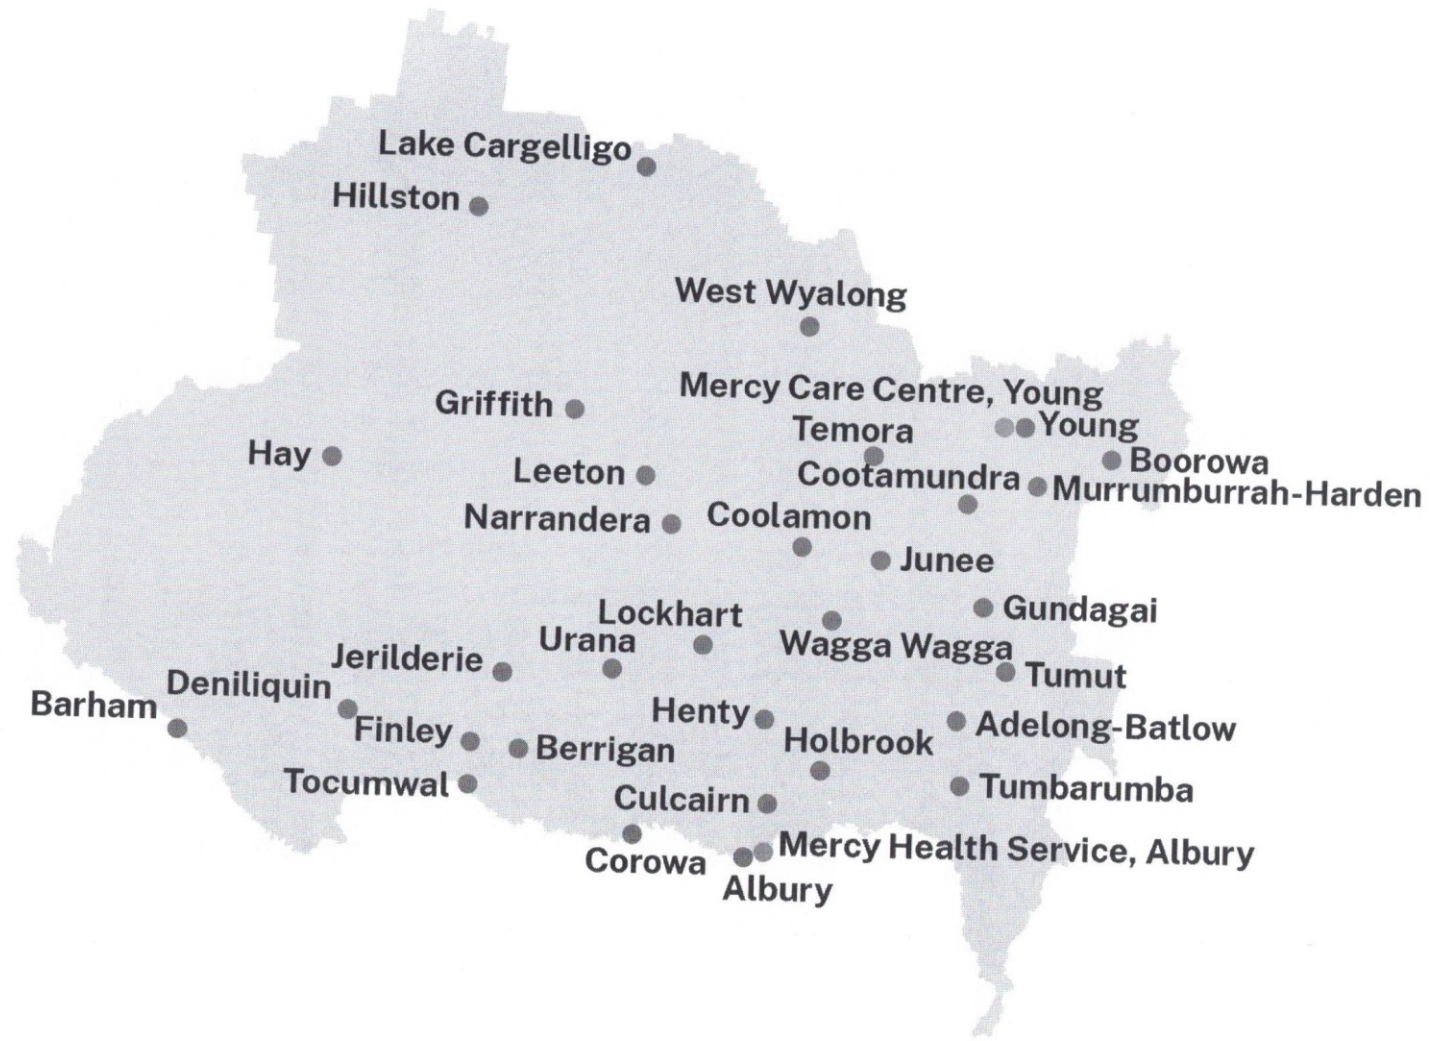 Lake Cargelligo
Hillston
West Wyalong
Mercy Care Centre, Young
Griffith
Young
Temora
Hay
Boorowa
Leeton
Cootamundra
Murrumburrah-Harden
Narrandera
Coolamon
Junee
Gundagai
Lockhart
Urana
Wagga Wagga
Jerilderie
Tumut
Deniliquin
Barham
Henty
Adelong-Batlow
Finley
Holbrook
Berrigan
Tocumwal
Tumbarumba
Culcairn
Mercy Health Service, Albury
Corowa
Albury